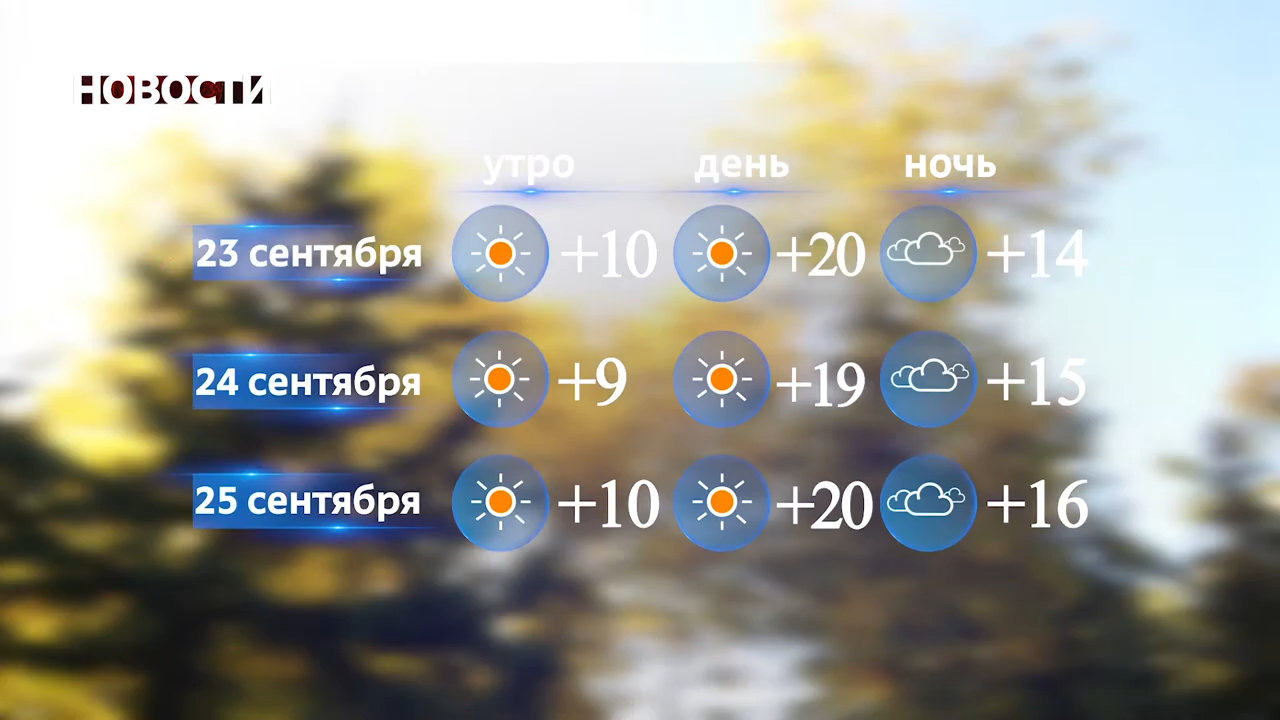 НОВОСТИ
утро день ночь
23 сентября +10 +20 +14
24 сентября +9 +19 +15
25 сентября +10 +20 +16